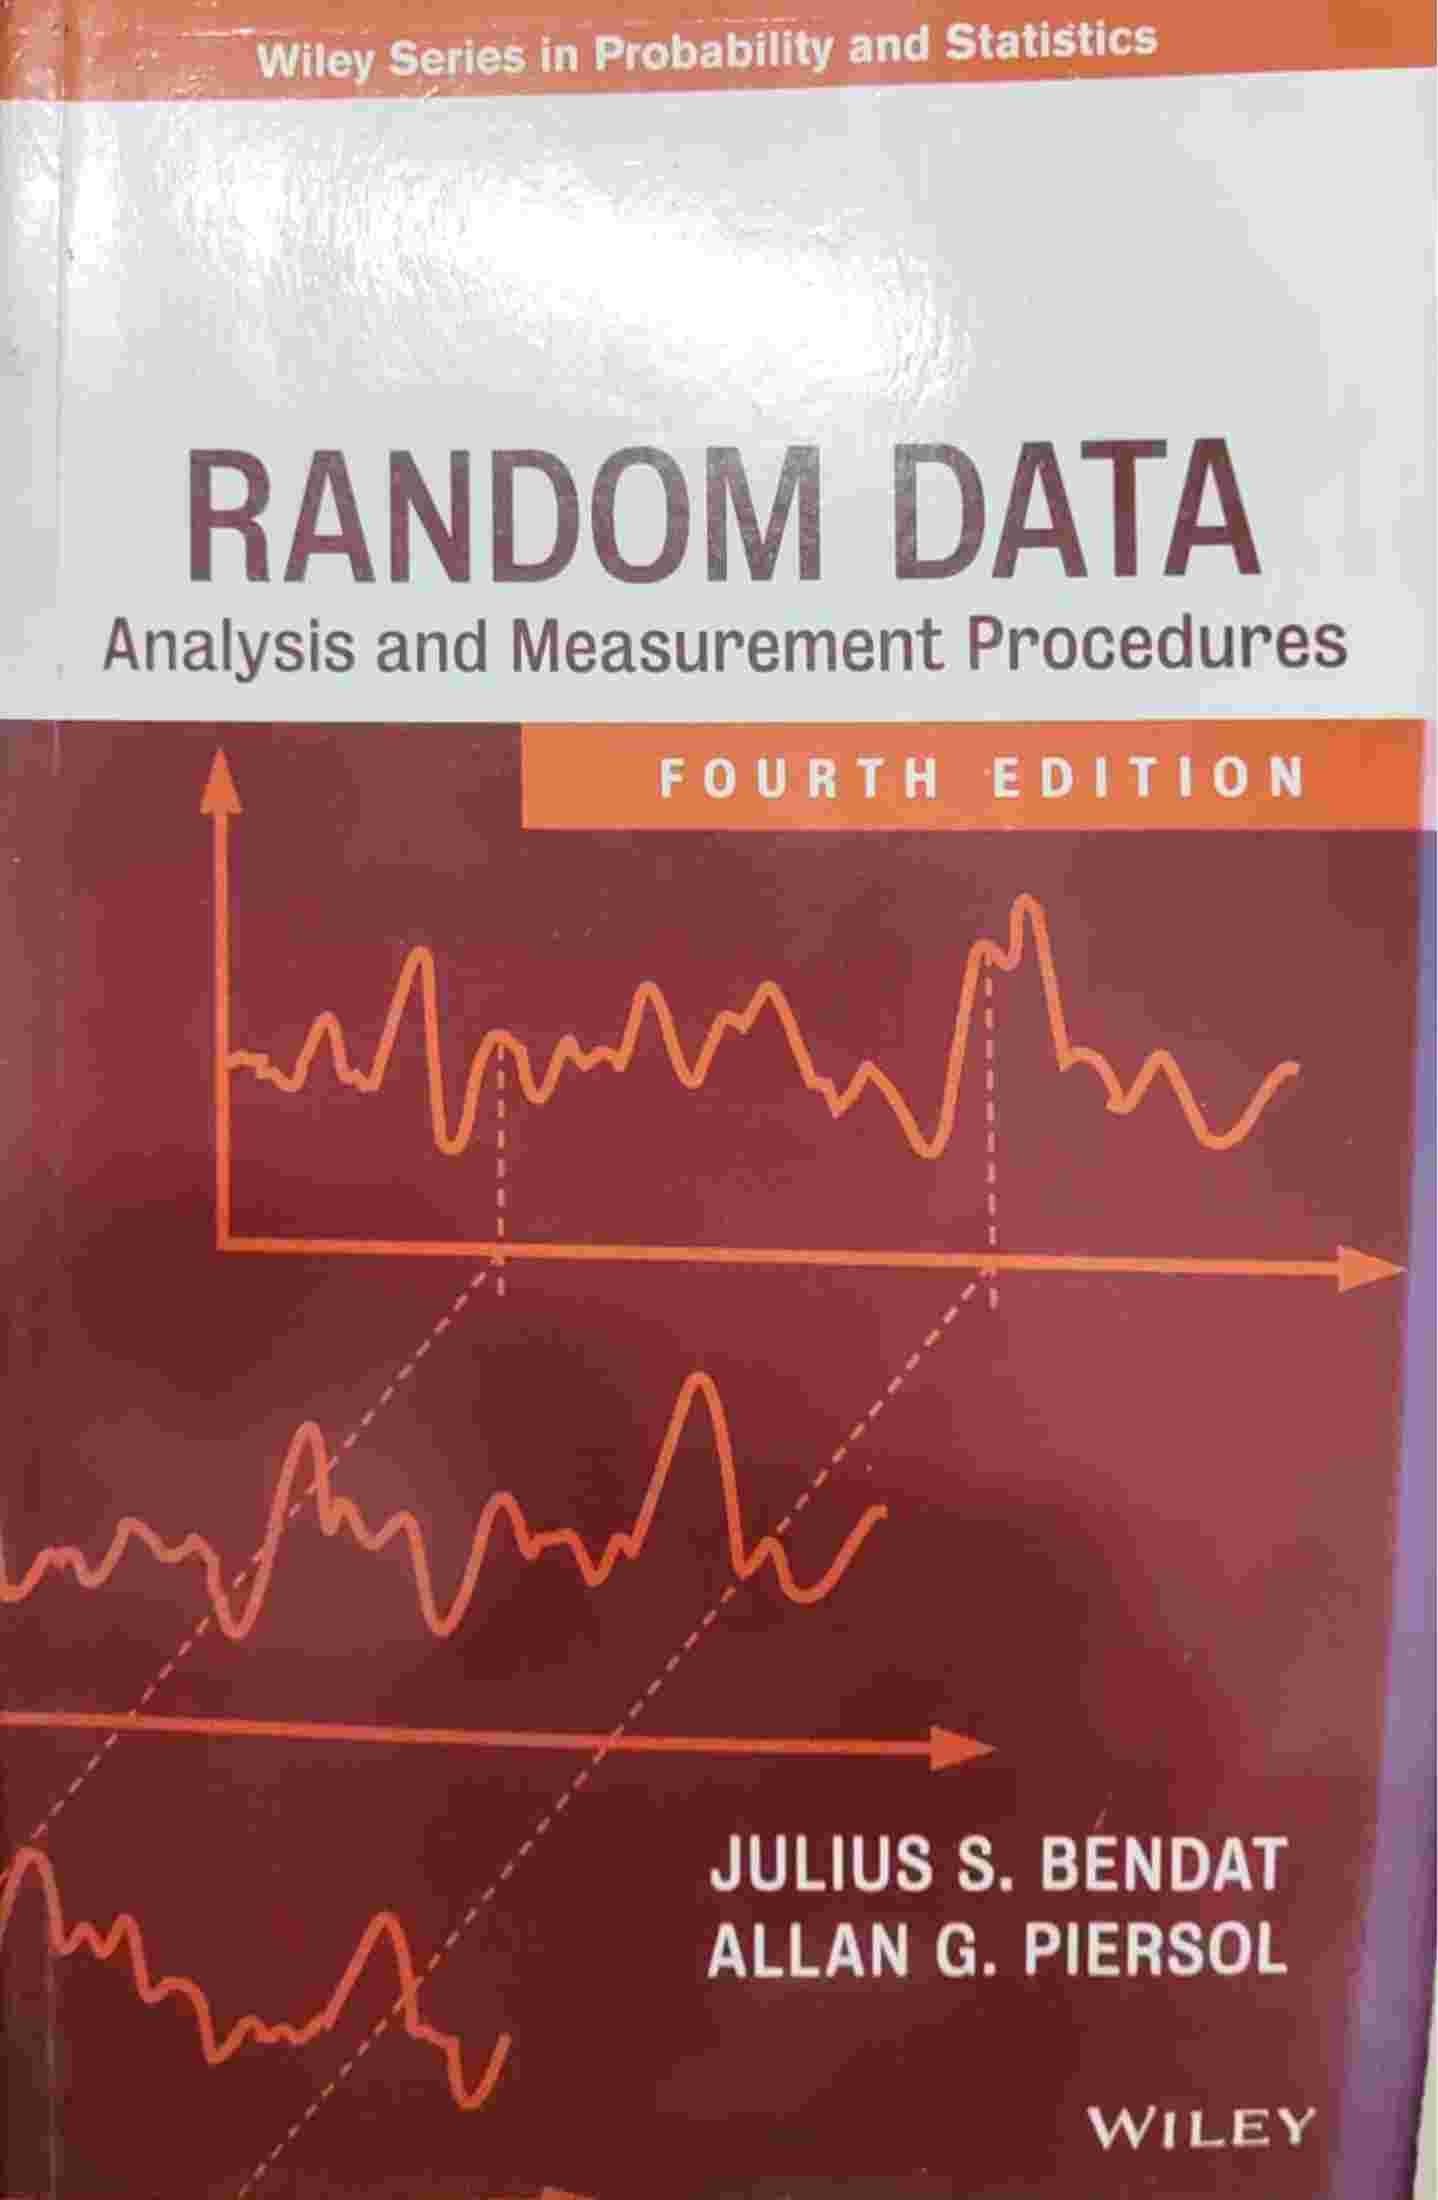 Wiley Series in Probability and Statistics
RANDOM DATA
Analysis and Measurement Procedures
FOURTH EDITION
JULIUS S. BENDAT
ALLAN G. PIERSOL
WILEY